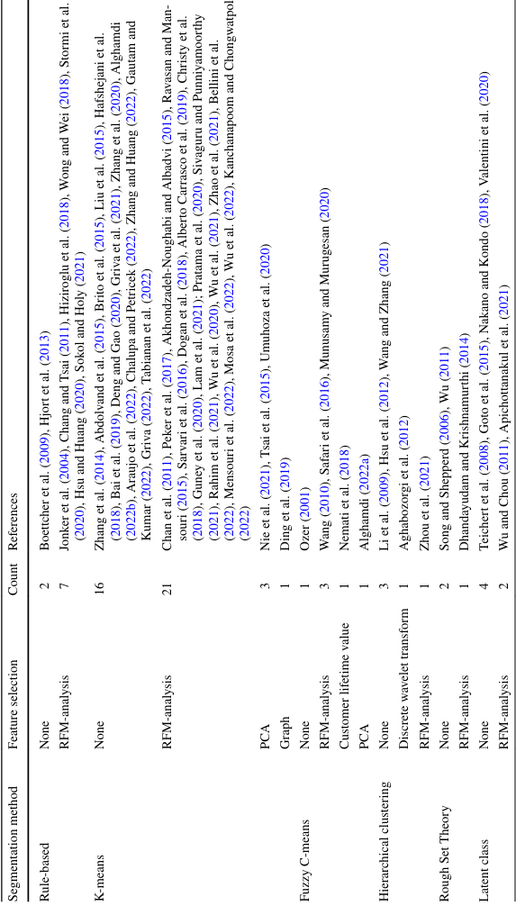 Segmentation method Feature selection Count References
Rule-based None 2 Boettcher et al. (2009), Hjort et al. (2013)
RFM-analysis 7 Jonker et al. (2004), Chang and Tsai (2011), Hiziroglu et al. (2018), Wong and Wei (2018), Stormi et al.
(2020), Hsu and Huang (2020), Sokol and Holy (2021)
K-means None 16 Zhang et al. (2014), Abdolvand et al. (2015), Brito et al. (2015), Liu et al. (2015), Hafshejani et al.
(2018), Bai et al. (2019), Deng and Gao (2020), Griva et al. (2021), Zhang et al. (2020), Alghamdi
(2022b), Araujo et al. (2022), Chalupa and Petricek (2022), Zhang and Huang (2022), Gautam and
Kumar (2022), Griva (2022), Tabianan et al. (2022)
RFM-analysis 21 Chan et al. (2011), Peker et al. (2017), Akhondzadeh-Noughabi and Albadvi (2015), Ravasan and Man-
souri (2015), Sarvari et al. (2016), Dogan et al. (2018), Alberto Carrasco et al. (2019), Christy et al.
(2018), Guney et al. (2020), Lam et al. (2021); Pratama et al. (2020), Sivaguru and Punniyamoorthy
(2021), Rahim et al. (2021), Wu et al. (2020), Wu et al. (2021), Zhao et al. (2021), Bellini et al.
(2022), Mensouri et al. (2022), Mosa et al. (2022), Wu et al. (2022), Kanchanapoom and Chongwatpol
(2022)
PCA 3 Nie et al. (2021), Tsai et al. (2015), Umuhoza et al. (2020)
Graph 1 Ding et al. (2019)
Fuzzy C-means None 1 Ozer (2001)
RFM-analysis 3 Wang (2010), Safari et al. (2016), Munusamy and Murugesan (2020)
Customer lifetime value 1 Nemati et al. (2018)
PCA 1 Alghamdi (2022a)
Hierarchical clustering None 3 Li et al. (2009), Hsu et al. (2012), Wang and Zhang (2021)
Discrete wavelet transform 1 Aghabozorgi et al. (2012)
RFM-analysis 1 Zhou et al. (2021)
Rough Set Theory None 2 Song and Shepperd (2006), Wu (2011)
RFM-analysis 1 Dhandayudam and Krishnamurthi (2014)
Latent class None 4 Teichert et al. (2008), Goto et al. (2015), Nakano and Kondo (2018), Valentini et al. (2020)
RFM-analysis 2 Wu and Chou (2011), Apichottanakul et al. (2021)